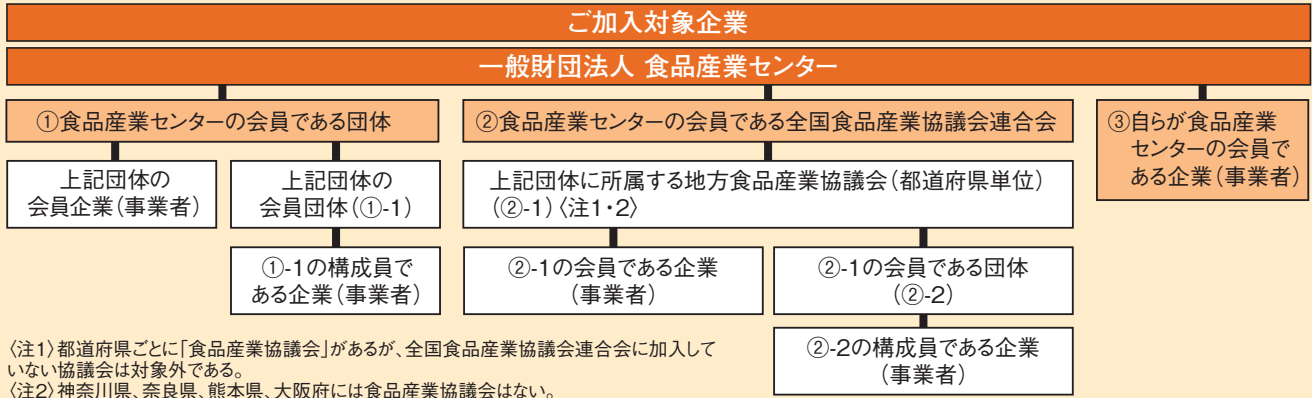 ご加入対象企業
一般財団法人 食品産業センター
①食品産業センターの会員である団体
②食品産業センターの会員である全国食品産業協議会連合会
③自らが食品産業
センターの会員で
ある企業(事業者)
上記団体の
会員企業(事業者)
上記団体の
会員団体(①-1)
上記団体に所属する地方食品産業協議会(都道府県単位)
(②-1)〈注1・2〉
①-1の構成員で
ある企業(事業者)
②-1の会員である企業
(事業者)
②-1の会員である団体
(②-2)
②-2の構成員である企業
(事業者)
〈注1〉都道府県ごとに「食品産業協議会」があるが、全国食品産業協議会連合会に加入して
いない協議会は対象外である。
〈注2〉神奈川県、奈良県、熊本県、大阪府には食品産業協議会はない。